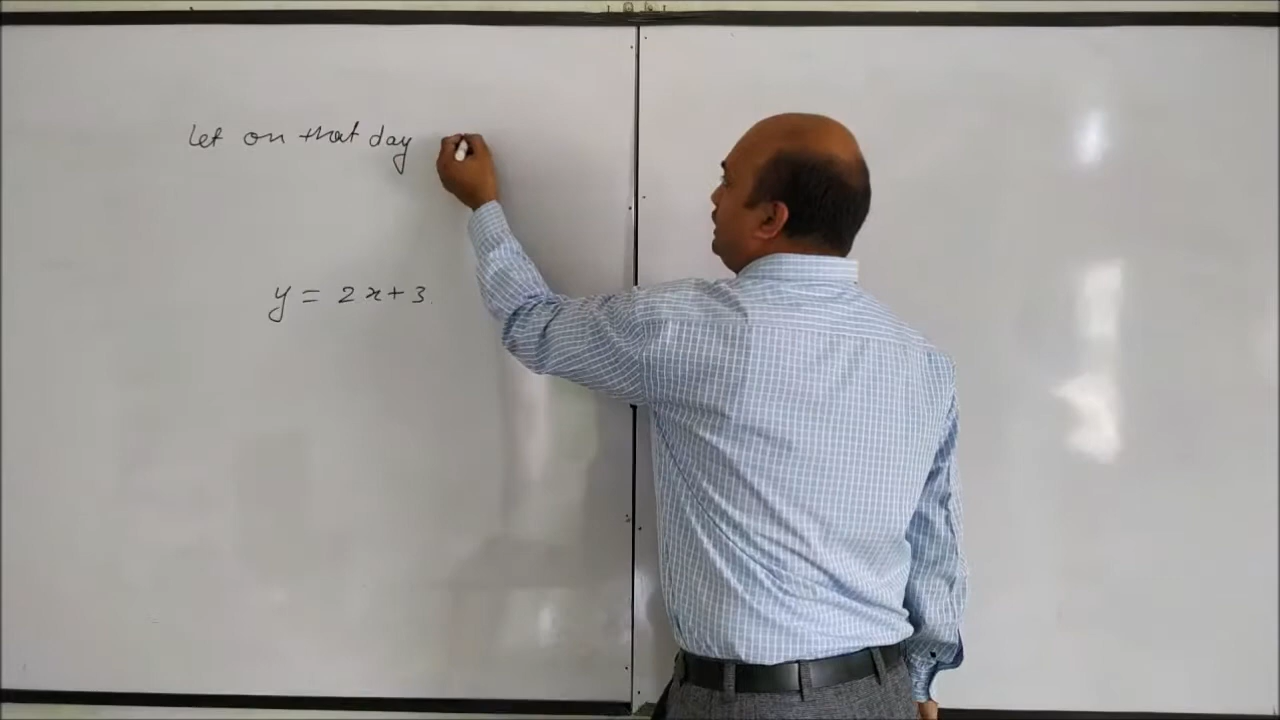 Let on that day
y = 2x+3.